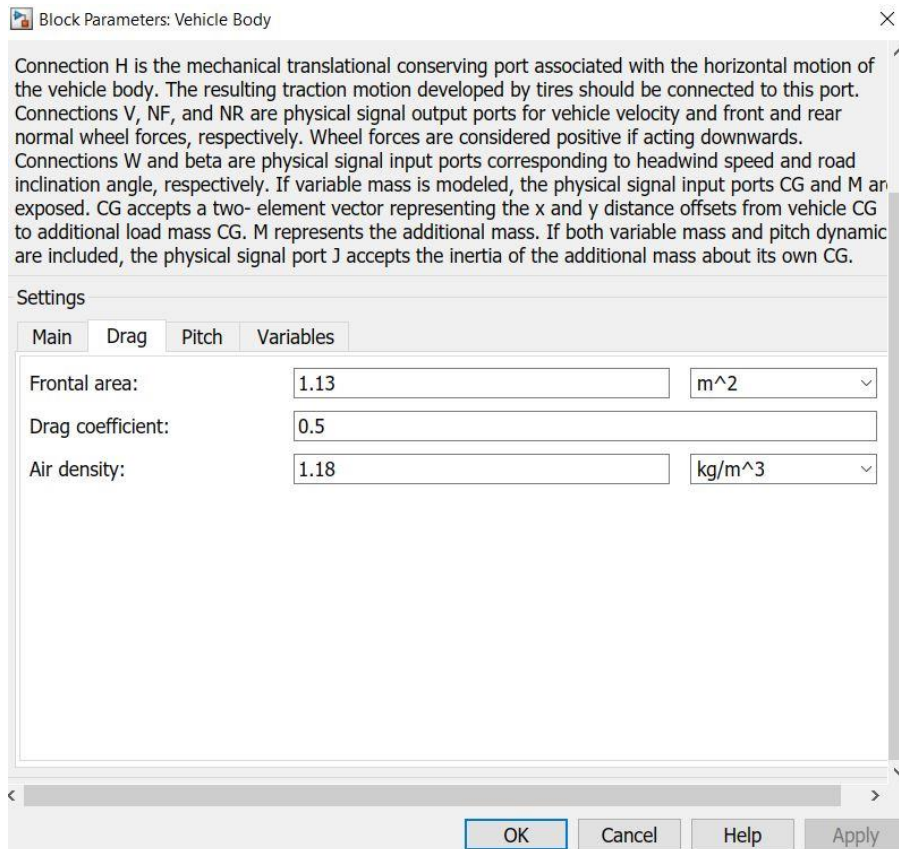 Block Parameters: Vehicle Body
Connection H is the mechanical translational conserving port associated with the horizontal motion of
the vehicle body. The resulting traction motion developed by tires should be connected to this port.
Connections V, NF, and NR are physical signal output ports for vehicle velocity and front and rear
normal wheel forces, respectively. Wheel forces are considered positive if acting downwards.
Connections W and beta are physical signal input ports corresponding to headwind speed and road
inclination angle, respectively. If variable mass is modeled, the physical signal input ports CG and M are
exposed. CG accepts a two- element vector representing the x and y distance offsets from vehicle CG
to additional load mass CG. M represents the additional mass. If both variable mass and pitch dynamic
are included, the physical signal port J accepts the inertia of the additional mass about its own CG.
Settings
Main Drag Pitch Variables
Frontal area: 1.13 m^2
Drag coefficient: 0.5
Air density: 1.18 kg/m^3
OK Cancel Help Apply